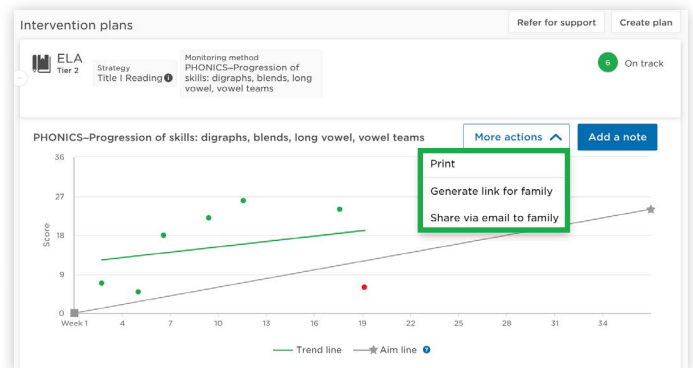 Intervention plans
Refer for support
Create plan
ELA
Tier 2
Strategy
Title I Reading
Monitoring method
PHONICS–Progression of
skills: digraphs, blends, long
vowel, vowel teams
6
On track
PHONICS–Progression of skills: digraphs, blends, long vowel, vowel teams
More actions
Add a note
Print
Generate link for family
Share via email to family
Score
36
27
18
9
0
Week 1 4 7 10 13 16 19 22 25 28 31 34
Trend line Aim line ?